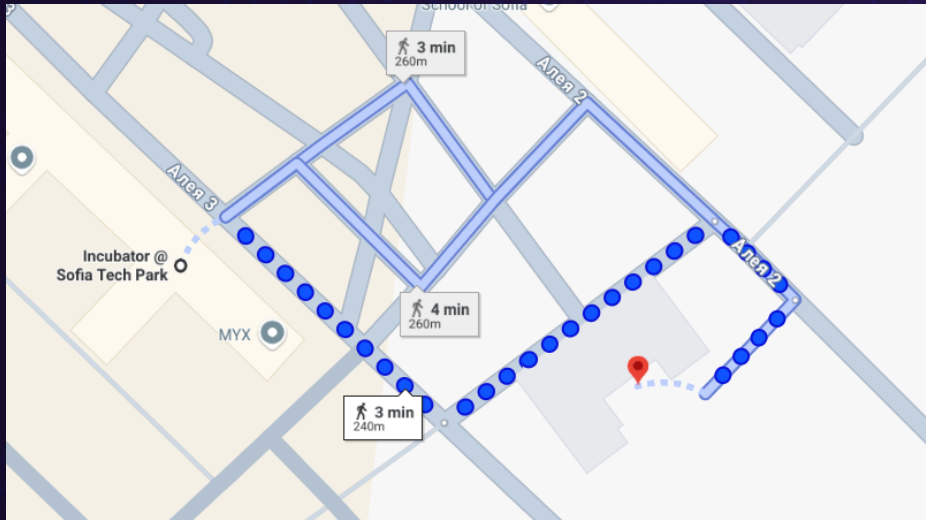 School of Sofia
3 min
260m
Алея 2
Алея 3
Incubator @
Sofia Tech Park
Алея 2
4 min
260m
МУХ
3 min
240m